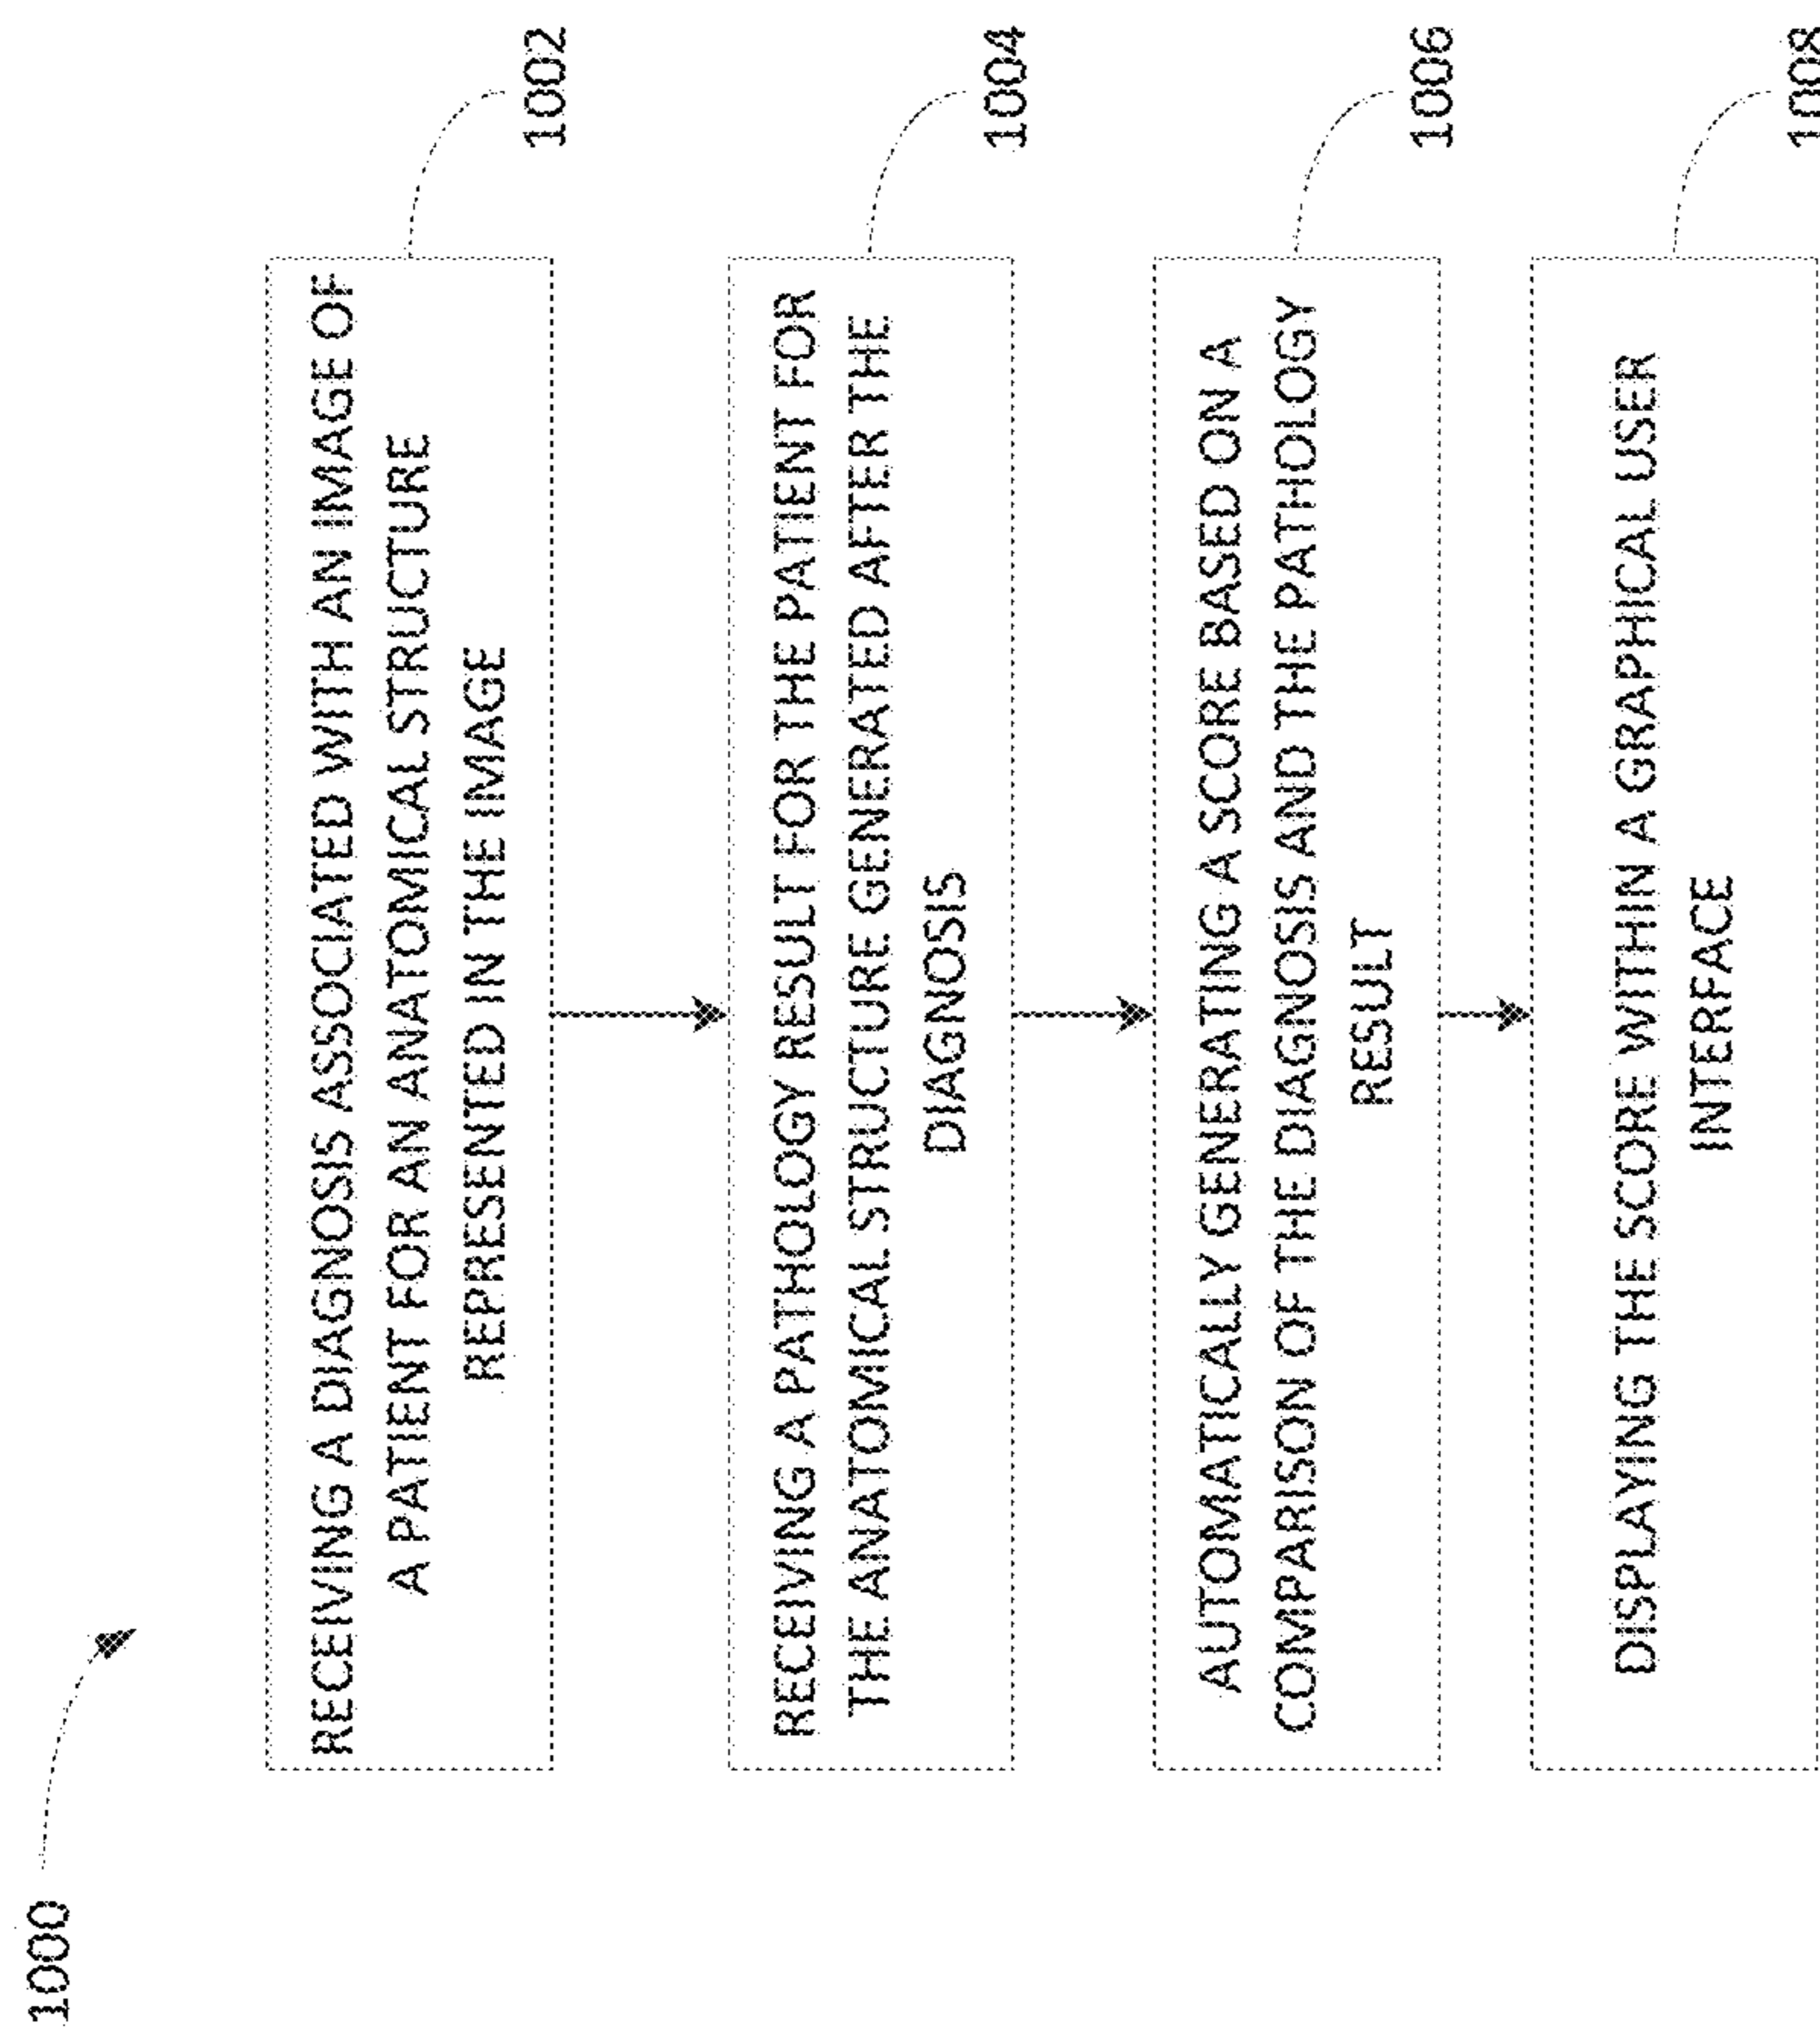 1000
RECEIVING A DIAGNOSIS ASSOCIATED WITH AN IMAGE OF
A PATIENT FOR AN ANATOMICAL STRUCTURE
REPRESENTED IN THE IMAGE
1002
RECEIVING A PATHOLOGY RESULT FOR THE PATIENT FOR
THE ANATOMICAL STRUCTURE GENERATED AFTER THE
DIAGNOSIS
1004
AUTOMATICALLY GENERATING A SCORE BASED ON A
COMPARISON OF THE DIAGNOSIS AND THE PATHOLOGY
RESULT
1006
DISPLAYING THE SCORE WITHIN A GRAPHICAL USER
INTERFACE
1008